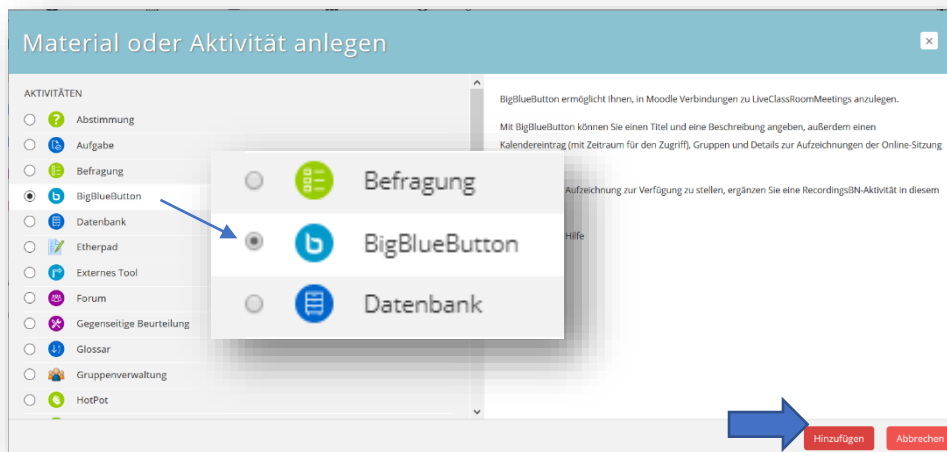 Material oder Aktivität anlegen
AKTIVITÄTEN
Abstimmung
Aufgabe
Befragung
BigBlueButton
Datenbank
Etherpad
Externes Tool
Forum
Gegenseitige Beurteilung
Glossar
Gruppenverwaltung
HotPot
Befragung
BigBlueButton
Datenbank
BigBlueButton ermöglicht Ihnen, in Moodle Verbindungen zu LiveClassRoomMeetings anzulegen.
Mit BigBlueButton können Sie einen Titel und eine Beschreibung angeben, außerdem einen
Kalendereintrag (mit Zeitraum für den Zugriff), Gruppen und Details zur Aufzeichnungen der Online-Sitzung
Aufzeichnung zur Verfügung zu stellen, ergänzen Sie eine RecordingsBN-Aktivität in diesem
Hilfe
Hinzufügen
Abbrechen